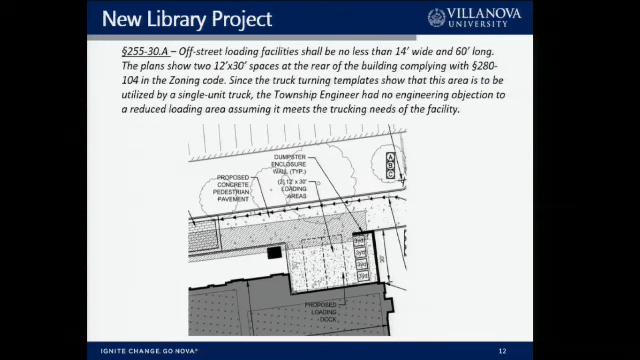 New Library Project
VILLANOVA
UNIVERSITY
§255-30.A – Off-street loading facilities shall be no less than 14' wide and 60' long.
The plans show two 12'x30' spaces at the rear of the building complying with §280-
104 in the Zoning code. Since the truck turning templates show that this area is to be
utilized by a single-unit truck, the Township Engineer had no engineering objection to
a reduced loading area assuming it meets the trucking needs of the facility.
DUMPSTER
ENCLOSURE
WALL (TYP.)
A
B
C
PROPOSED
CONCRETE
PEDESTRIAN
PAVEMENT
(2) 12' x 30'
LOADING
AREAS
30'
PROPOSED
LOADING
DOCK
IGNITE CHANGE. GO NOVA®
12